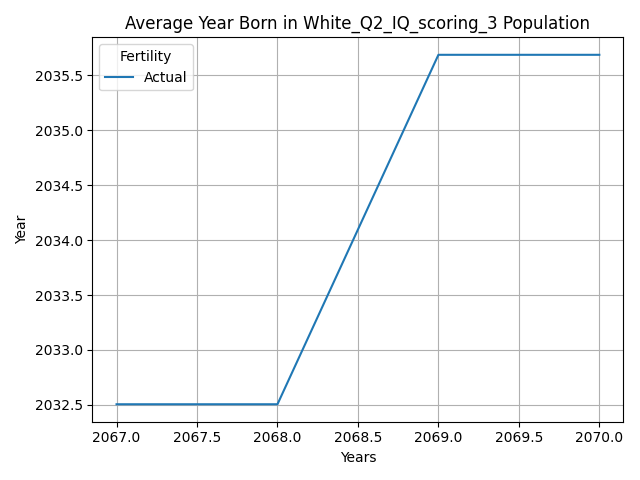 Average Year Born in White_Q2_IQ_scoring_3 Population
Fertility
Actual
2035.5
2035.0
2034.5
2034.0
2033.5
2033.0
2032.5
Year
2067.0 2067.5 2068.0 2068.5 2069.0 2069.5 2070.0
Years